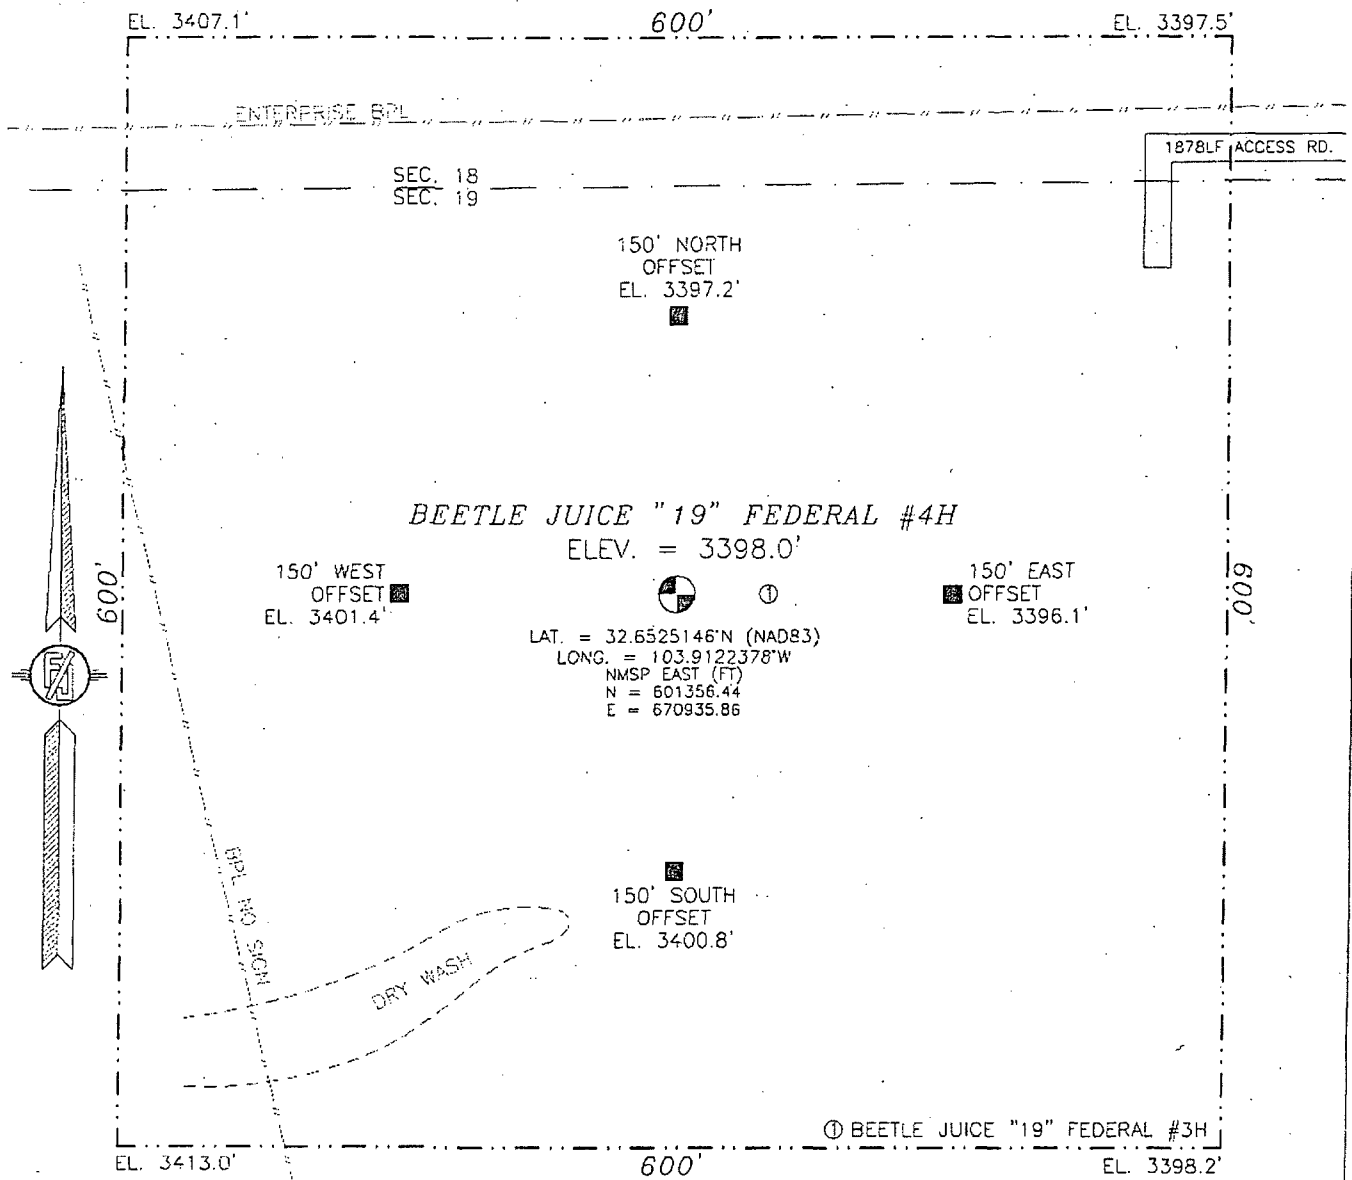 EL. 3407.1'
600'
EL. 3397.5'
ENTERPRISE BPL
1878LF ACCESS RD.
SEC. 18
SEC. 19
150' NORTH
OFFSET
EL. 3397.2'
BEETLE JUICE "19" FEDERAL #4H
ELEV. = 3398.0'
600'
150' WEST
OFFSET
EL. 3401.4'
①
150' EAST
OFFSET
EL. 3396.1'
600'
LAT. = 32.6525146°N (NAD83)
LONG. = 103.9122378°W
NMSP EAST (FT)
N = 601356.44
E = 670935.86
BPL NO SIGN
150' SOUTH
OFFSET
EL. 3400.8'
DRY WASH
① BEETLE JUICE "19" FEDERAL #3H
EL. 3413.0'
600'
EL. 3398.2'